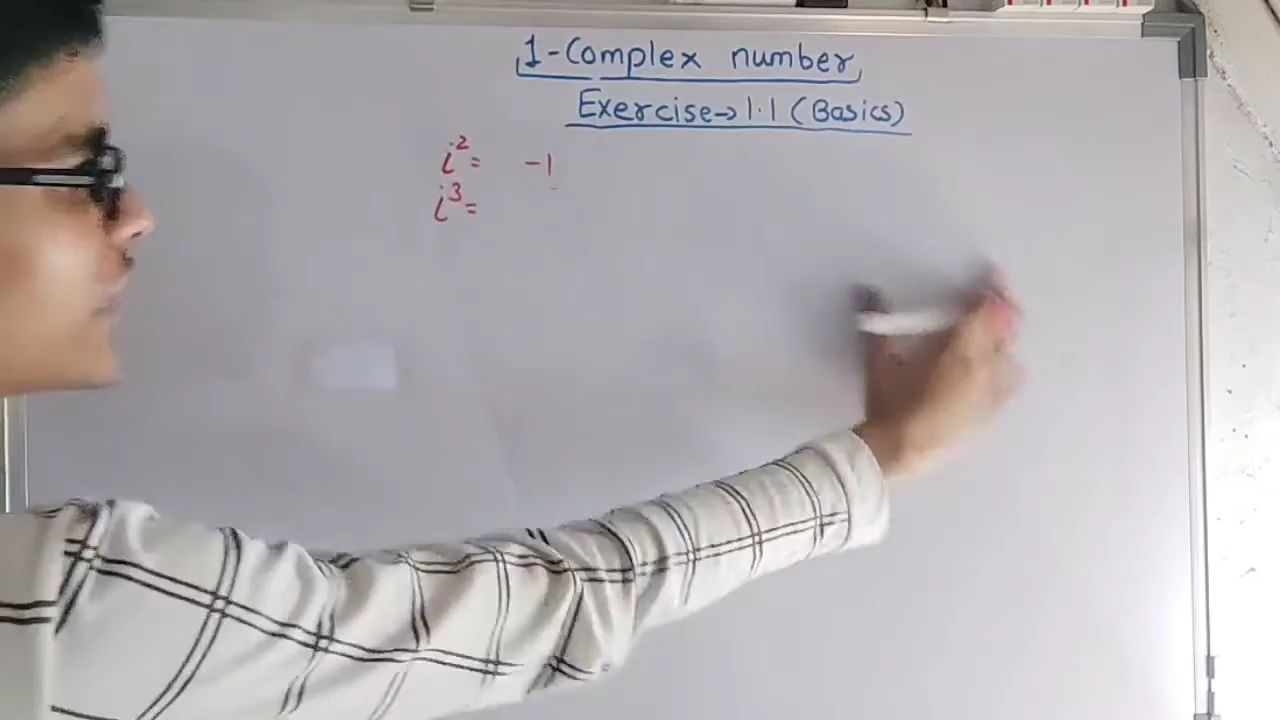 1-Complex number
Exercise→1.1 (Basics)
i²= -1
i³=